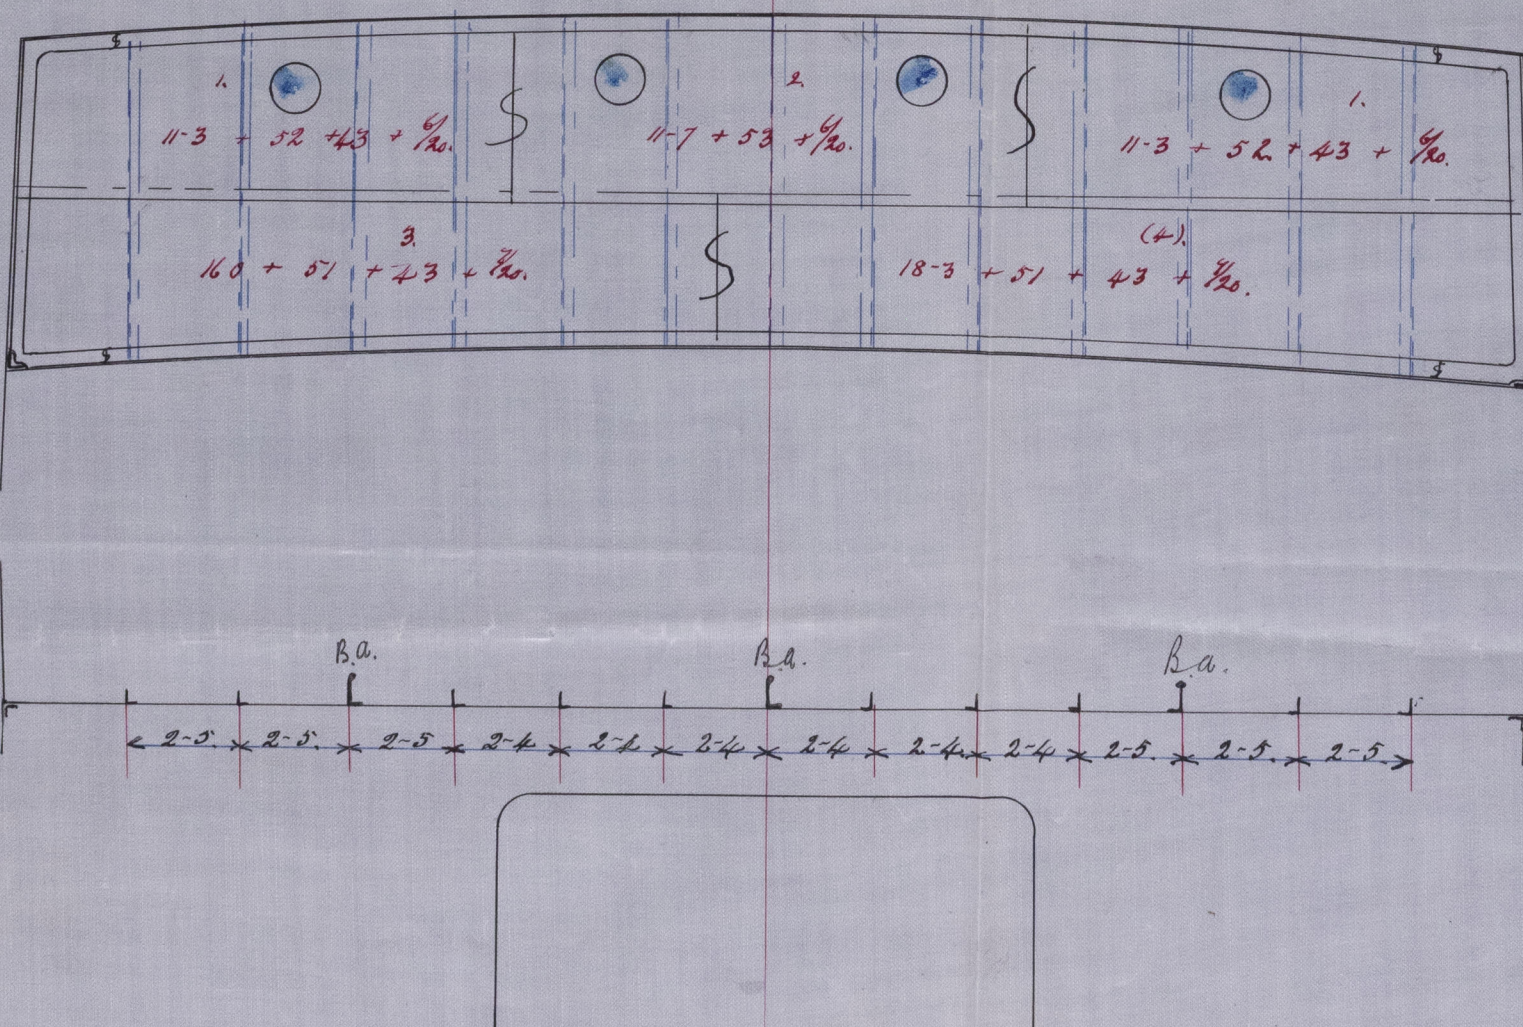 1.
11-3 + 52 + 43 + 6/20.
2.
11-7 + 53 + 6/20.
1.
11-3 + 52 + 43 + 6/20.
3.
16 0 + 51 + 43 + 7/20.
(4).
18-3 + 51 + 43 + 7/20.
B.a. B.a. B.a.
2-5. 2-5. 2-5 2-4 2-4 2-4 2-4 2-4. 2-4 2-5. 2-5. 2-5.